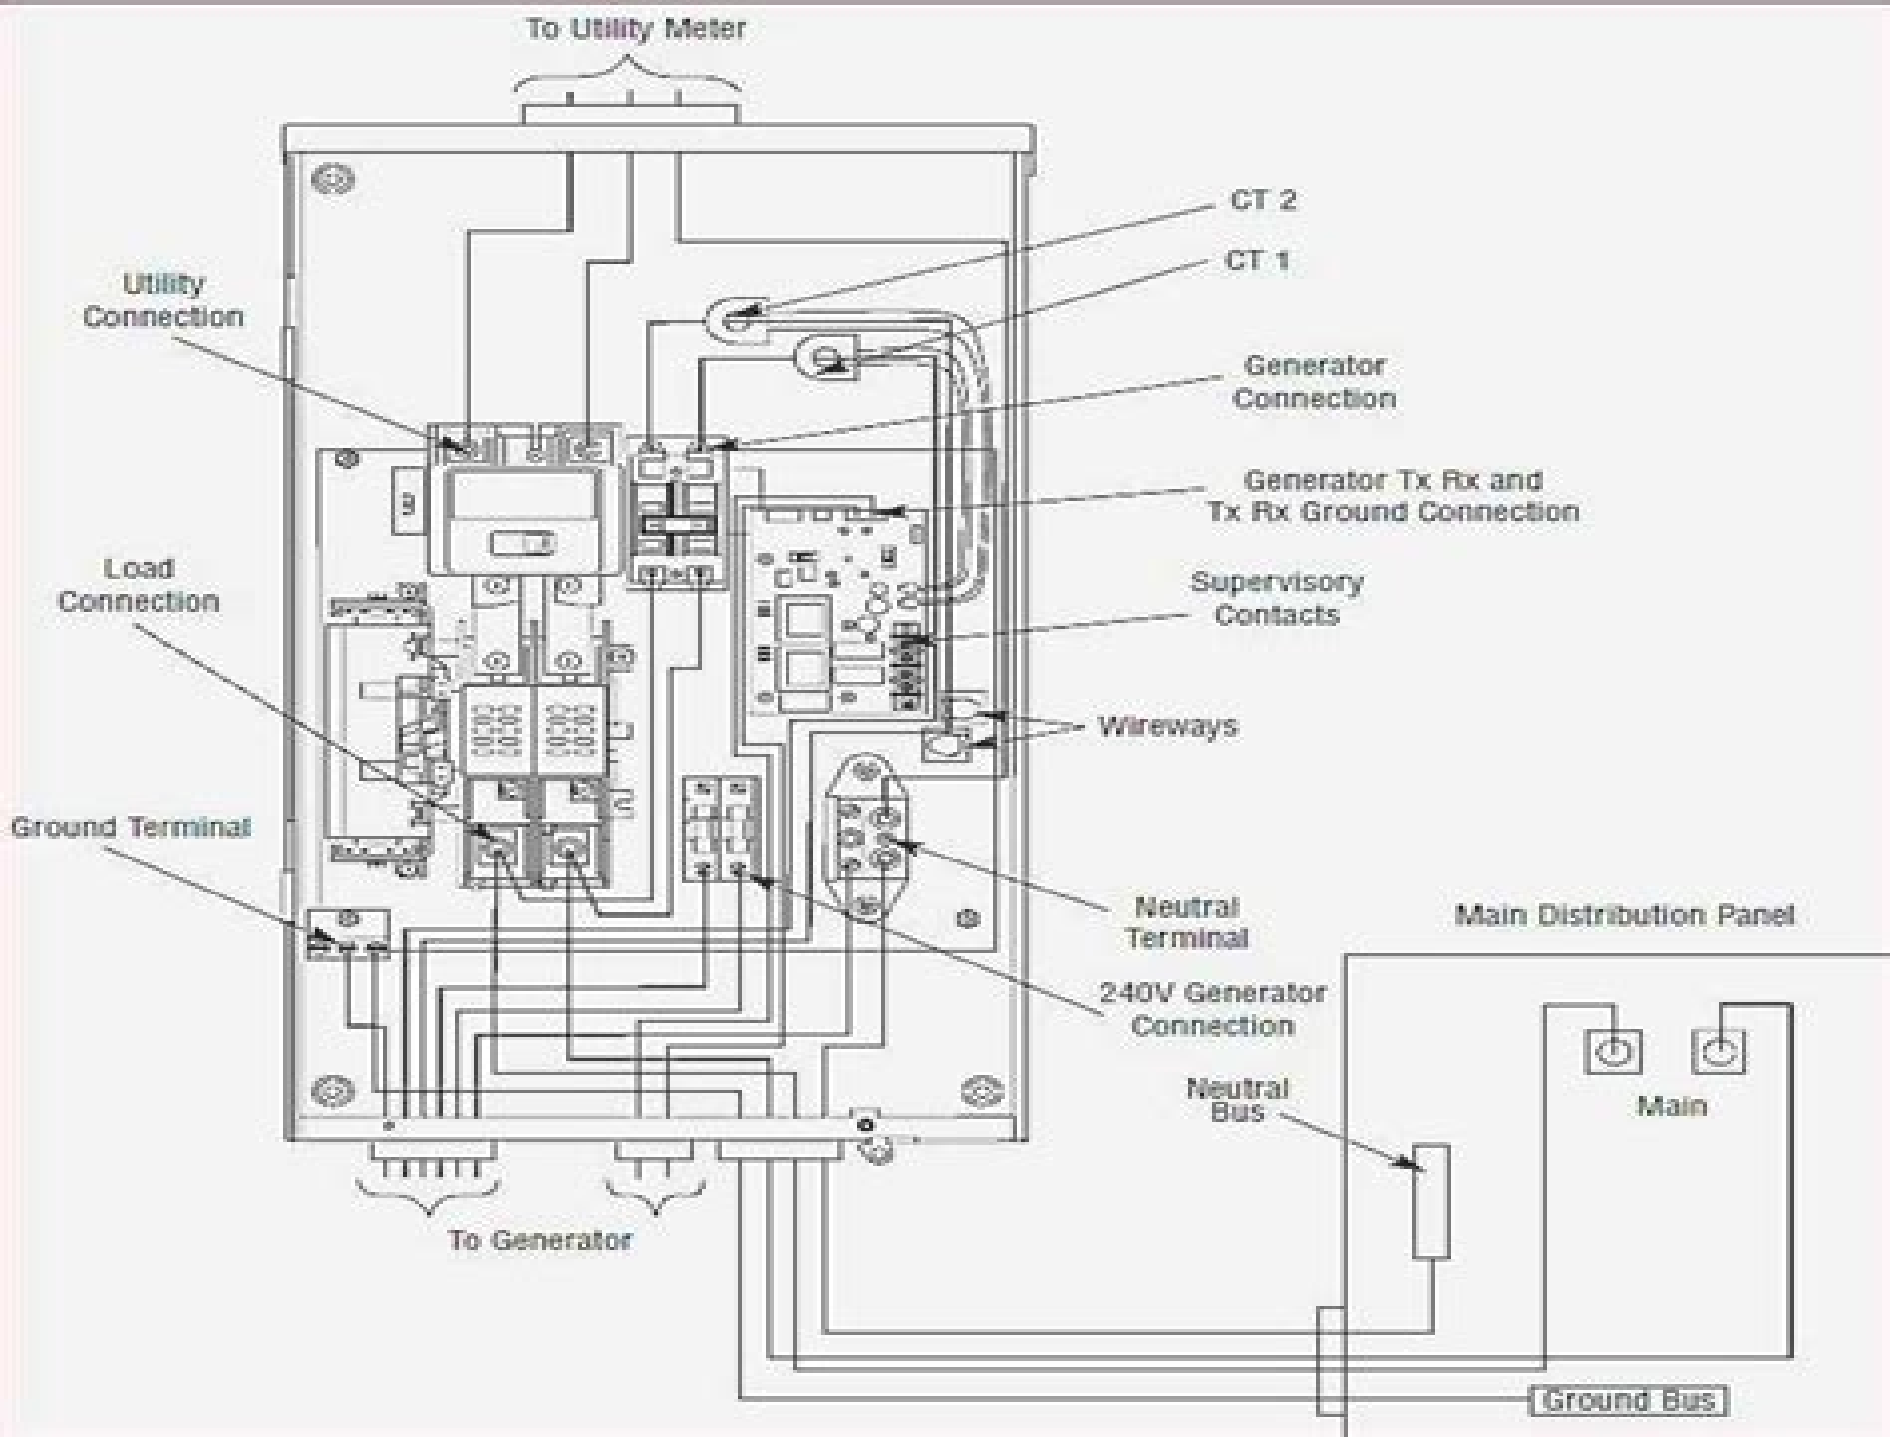 To Utility Meter
CT 2
CT 1
Utility
Connection
Generator
Connection
Generator Tx Rx and
Tx Rx Ground Connection
Load
Connection
Supervisory
Contacts
Wireways
Ground Terminal
Neutral
Terminal
Main Distribution Panel
240V Generator
Connection
Neutral
Bus
Main
To Generator
Ground Bus